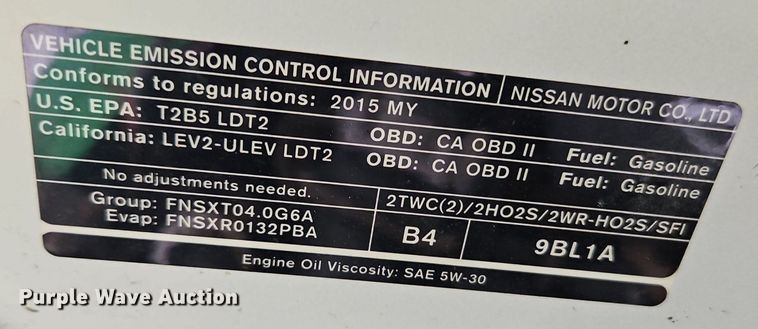 VEHICLE EMISSION CONTROL INFORMATION NISSAN MOTOR CO., LTD
Conforms to regulations: 2015 MY
U.S. EPA: T2B5 LDT2 OBD: CA OBD II Fuel: Gasoline
California: LEV2-ULEV LDT2 OBD: CA OBD II Fuel: Gasoline
No adjustments needed.
Group: FNSXT04.0G6A
Evap: FNSXR0132PBA
2TWC(2)/2HO2S/2WR-HO2S/SFI
B4 9BL1A
Engine Oil Viscosity: SAE 5W-30
Purple Wave Auction